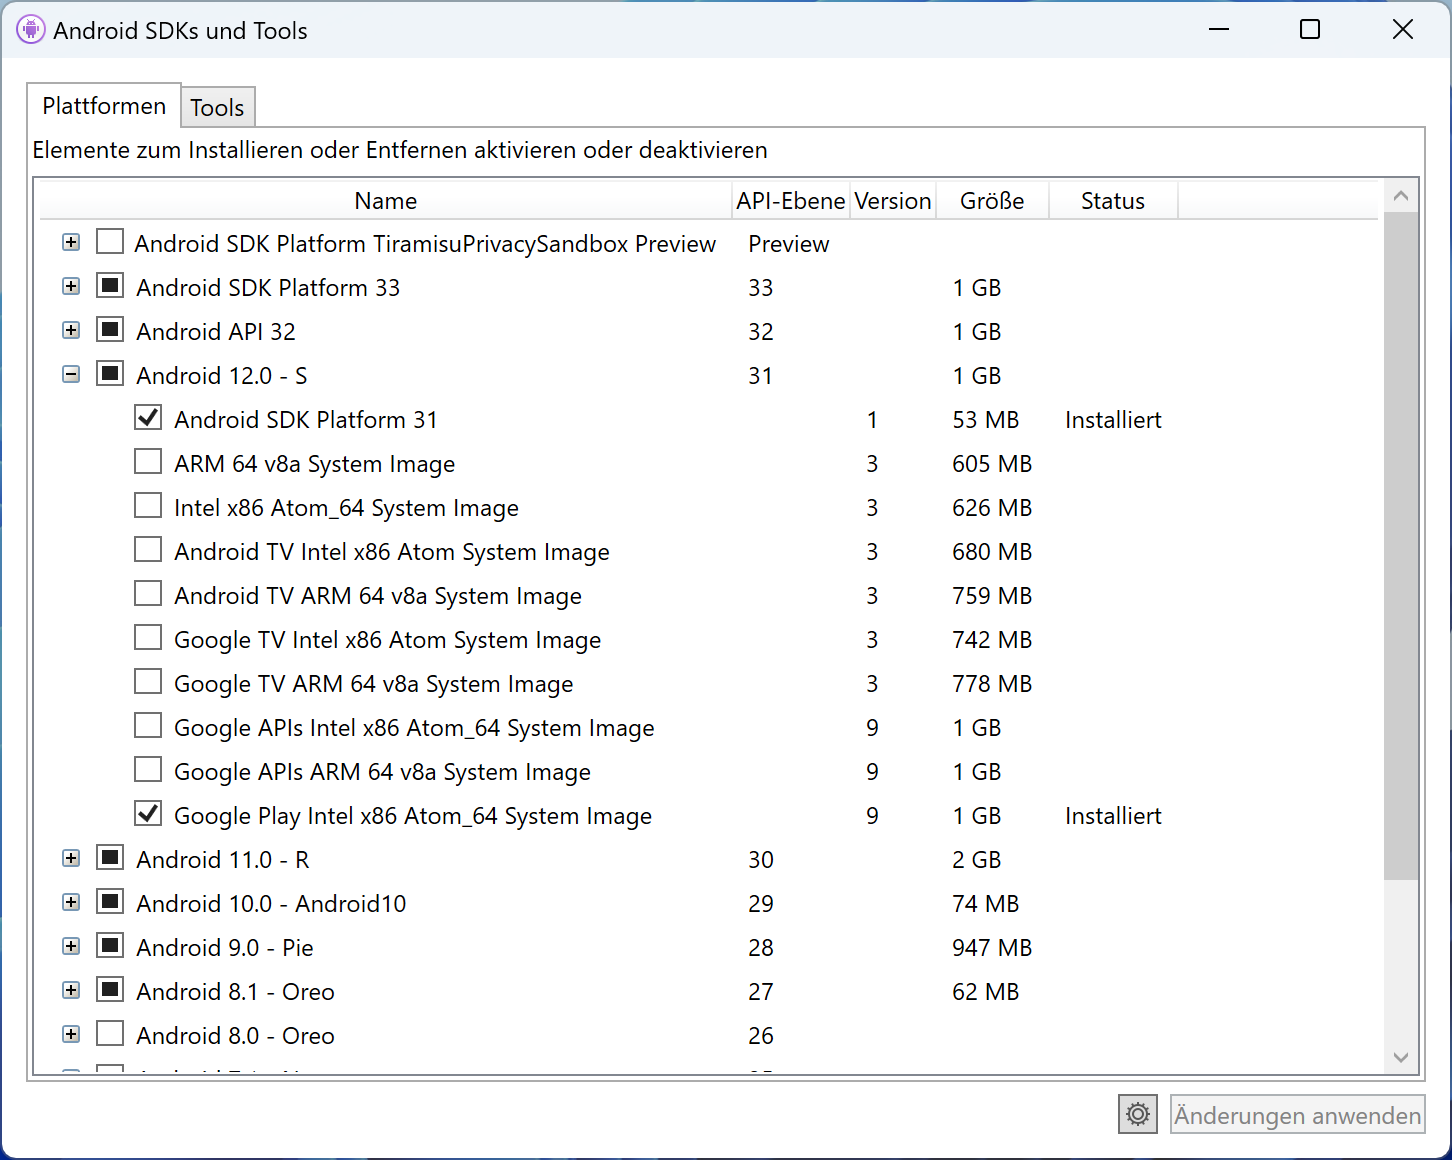 Android SDKs und Tools
Plattformen Tools
Elemente zum Installieren oder Entfernen aktivieren oder deaktivieren
Name API-Ebene Version Größe Status
Android SDK Platform TiramisuPrivacySandbox Preview Preview
Android SDK Platform 33 33 1 GB
Android API 32 32 1 GB
Android 12.0 - S 31 1 GB
Android SDK Platform 31 1 53 MB Installiert
ARM 64 v8a System Image 3 605 MB
Intel x86 Atom_64 System Image 3 626 MB
Android TV Intel x86 Atom System Image 3 680 MB
Android TV ARM 64 v8a System Image 3 759 MB
Google TV Intel x86 Atom System Image 3 742 MB
Google TV ARM 64 v8a System Image 3 778 MB
Google APIs Intel x86 Atom_64 System Image 9 1 GB
Google APIs ARM 64 v8a System Image 9 1 GB
Google Play Intel x86 Atom_64 System Image 9 1 GB Installiert
Android 11.0 - R 30 2 GB
Android 10.0 - Android10 29 74 MB
Android 9.0 - Pie 28 947 MB
Android 8.1 - Oreo 27 62 MB
Android 8.0 - Oreo 26
Änderungen anwenden